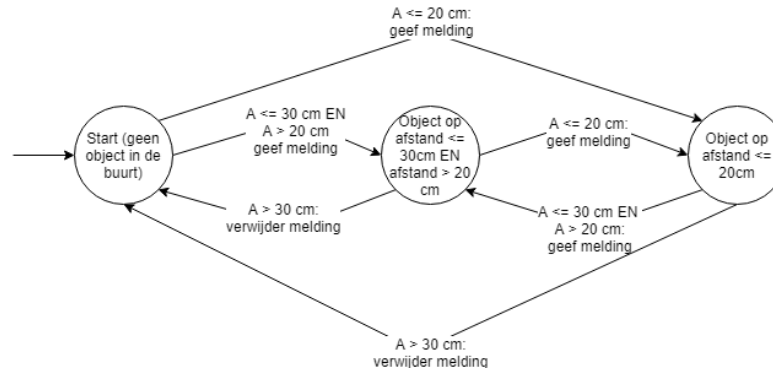 A <= 20 cm:
geef melding
A <= 30 cm EN
A > 20 cm
geef melding
Start (geen
object in de
buurt)
Object op
afstand <=
30cm EN
afstand > 20
cm
A <= 20 cm:
geef melding
Object op
afstand <=
20cm
A > 30 cm:
verwijder melding
A <= 30 cm EN
A > 20 cm:
geef melding
A > 30 cm:
verwijder melding